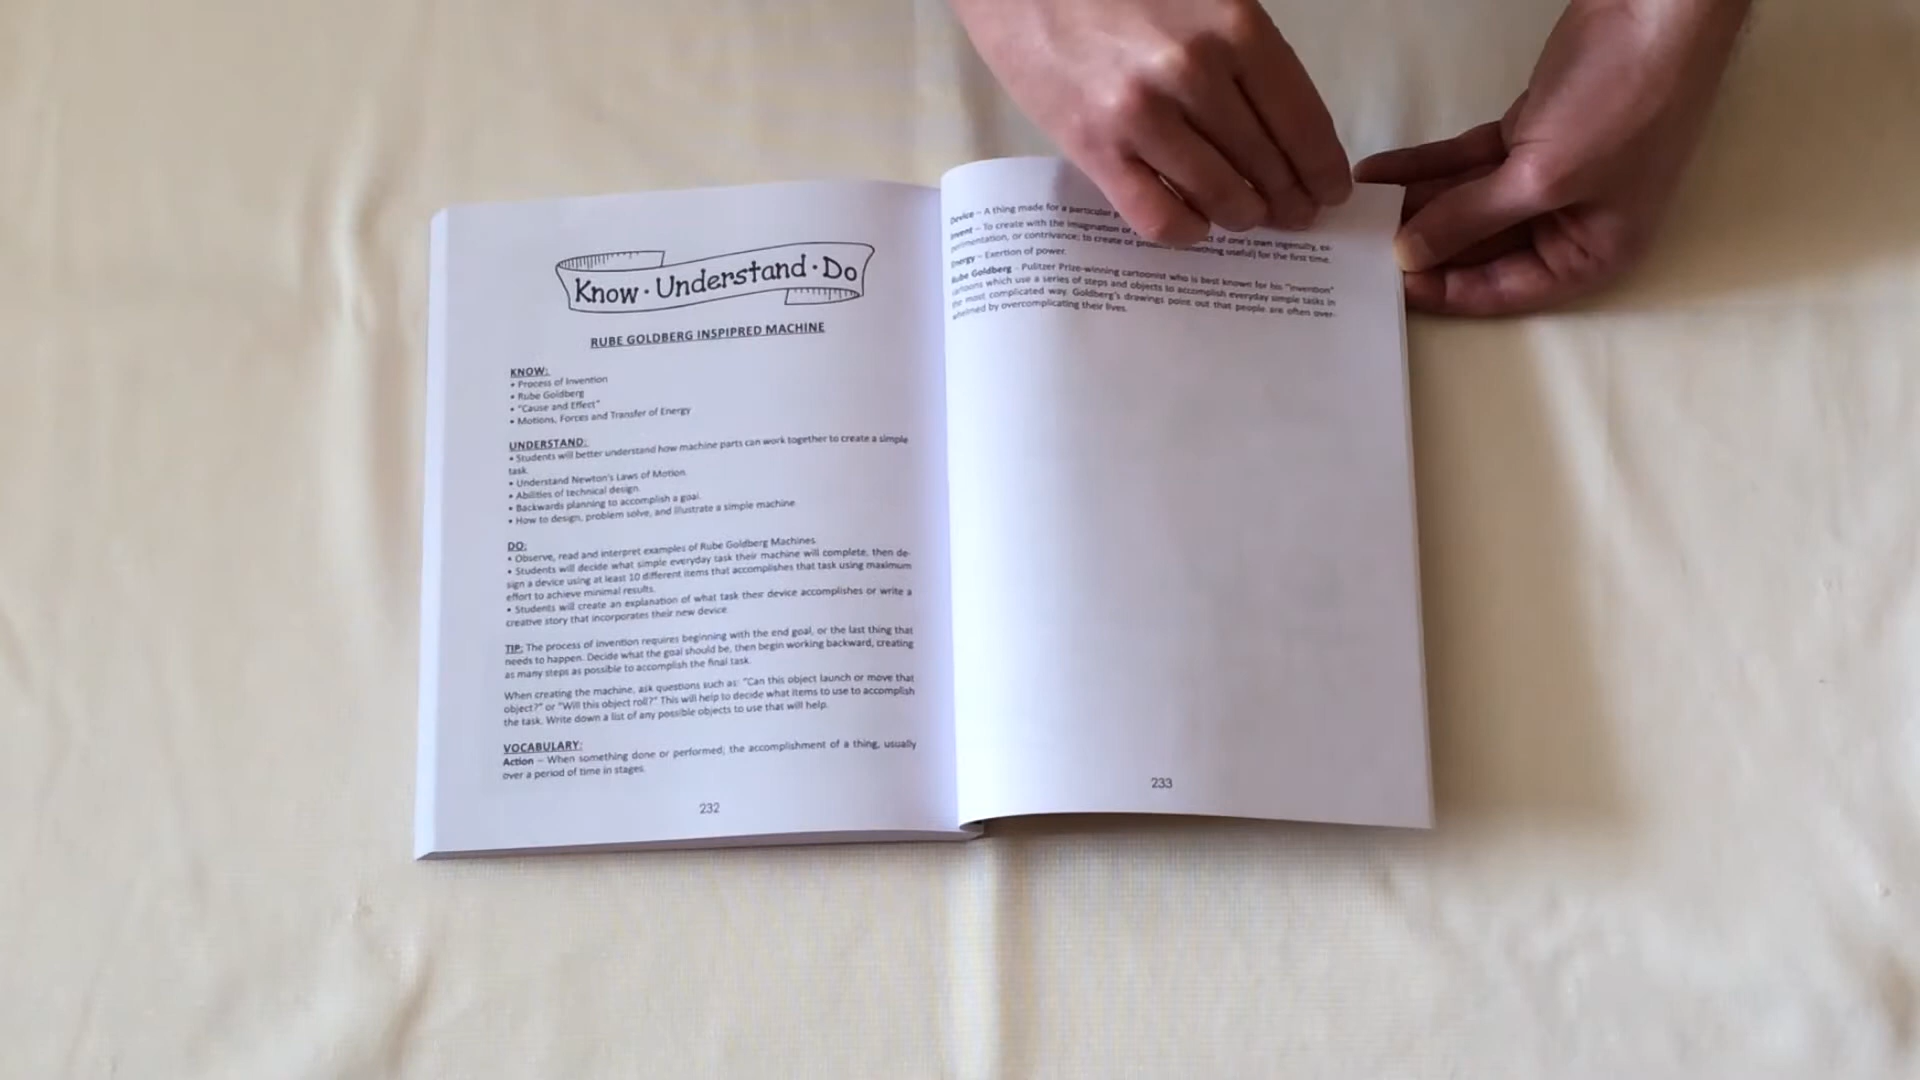 Know · Understand · Do
RUBE GOLDBERG INSPIPRED MACHINE
KNOW:
• Process of Invention
• Rube Goldberg
• "Cause and Effect"
• Motions, Forces and Transfer of Energy
UNDERSTAND:
• Students will better understand how machine parts can work together to create a simple
task.
• Understand Newton's Laws of Motion.
• Abilities of technical design.
• Backwards planning to accomplish a goal.
• How to design, problem solve, and illustrate a simple machine
DO:
• Observe, read and interpret examples of Rube Goldberg Machines.
• Students will decide what simple everyday task their machine will complete, then de-
sign a device using at least 10 different items that accomplishes that task using maximum
effort to achieve minimal results.
• Students will create an explanation of what task their device accomplishes or write a
creative story that incorporates their new device
TIP: The process of invention requires beginning with the end goal, or the last thing that
needs to happen. Decide what the goal should be, then begin working backward, creating
as many steps as possible to accomplish the final task.
When creating the machine, ask questions such as: "Can this object launch or move that
object?" or "Will this object roll?" This will help to decide what items to use to accomplish
the task. Write down a list of any possible objects to use that will help.
VOCABULARY:
Action – When something done or performed; the accomplishment of a thing, usually
over a period of time in stages.
232
Device – A thing made for a particular
Invent – To create with the imagination or of one's own ingenuity, ex-
perimentation, or contrivance; to create or something useful) for the first time.
Energy – Exertion of power.
Rube Goldberg - Pulitzer Prize-winning cartoonist who is best known for his "invention"
cartoons which use a series of steps and objects to accomplish everyday simple tasks in
the most complicated way. Goldberg's drawings point out that people are often over-
whelmed by overcomplicating their lives.
233